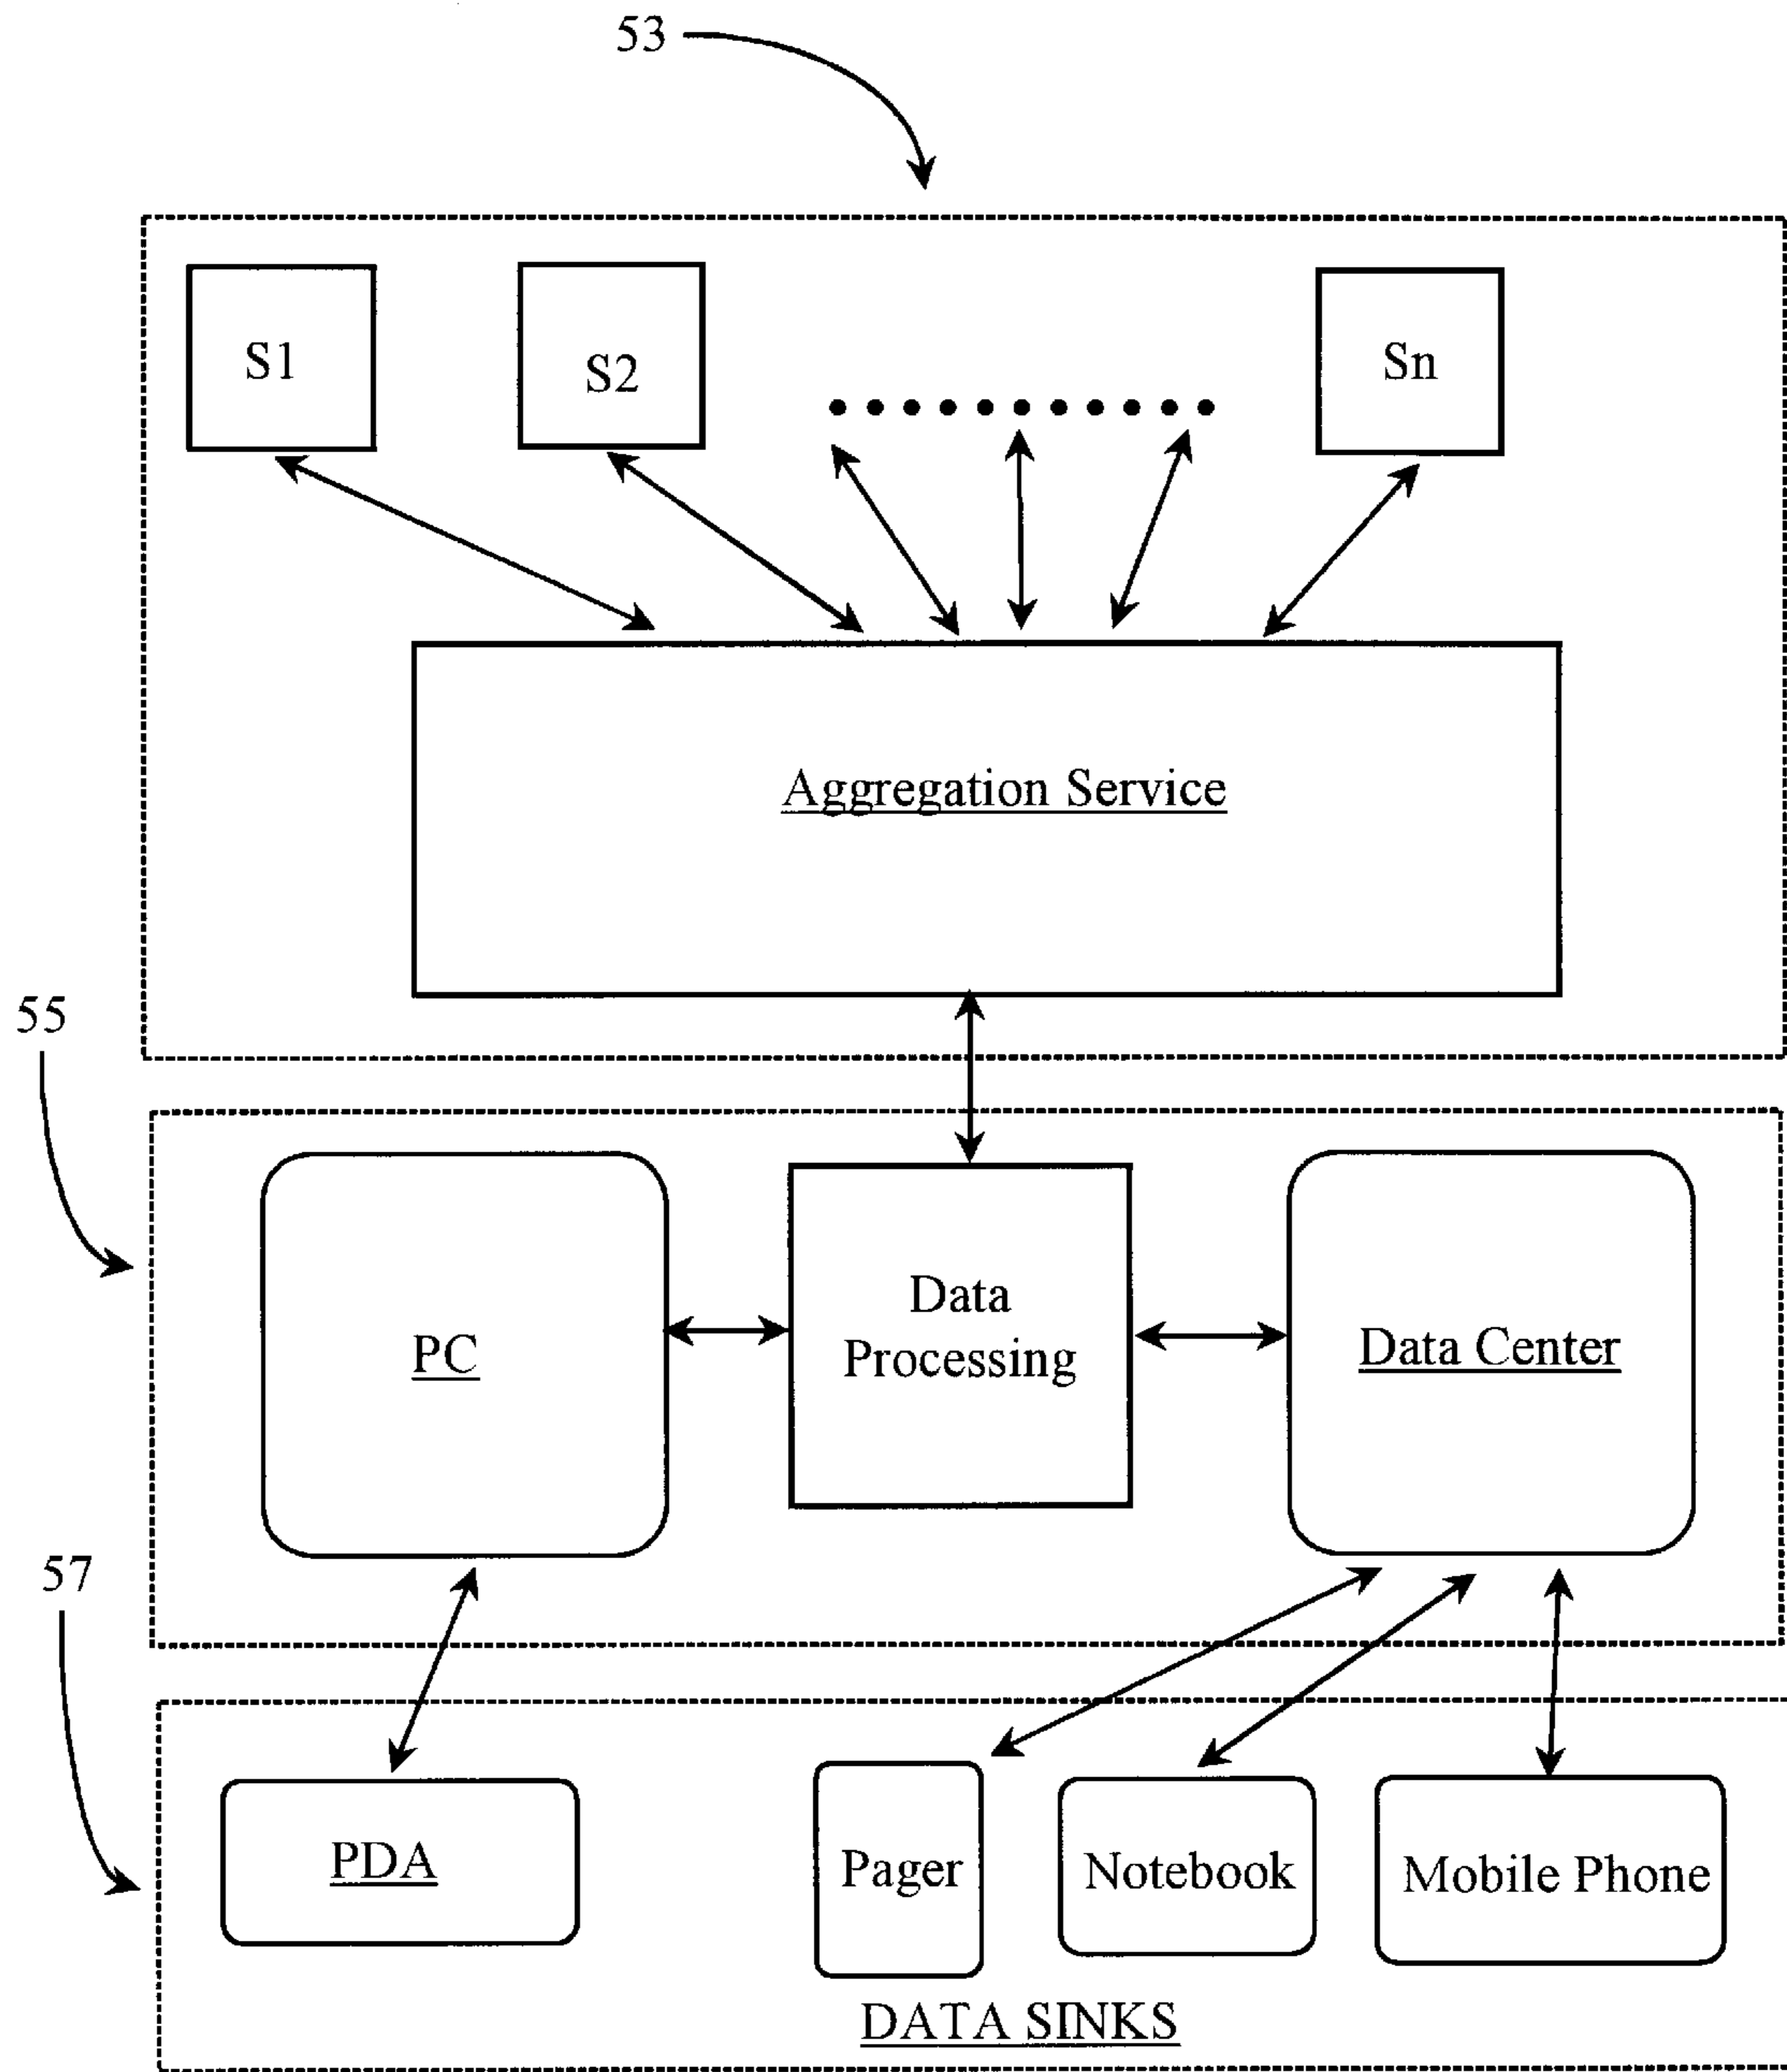 53
S1
S2
Sn
Aggregation Service
55
PC
Data
Processing
Data Center
57
PDA
Pager
Notebook
Mobile Phone
DATA SINKS